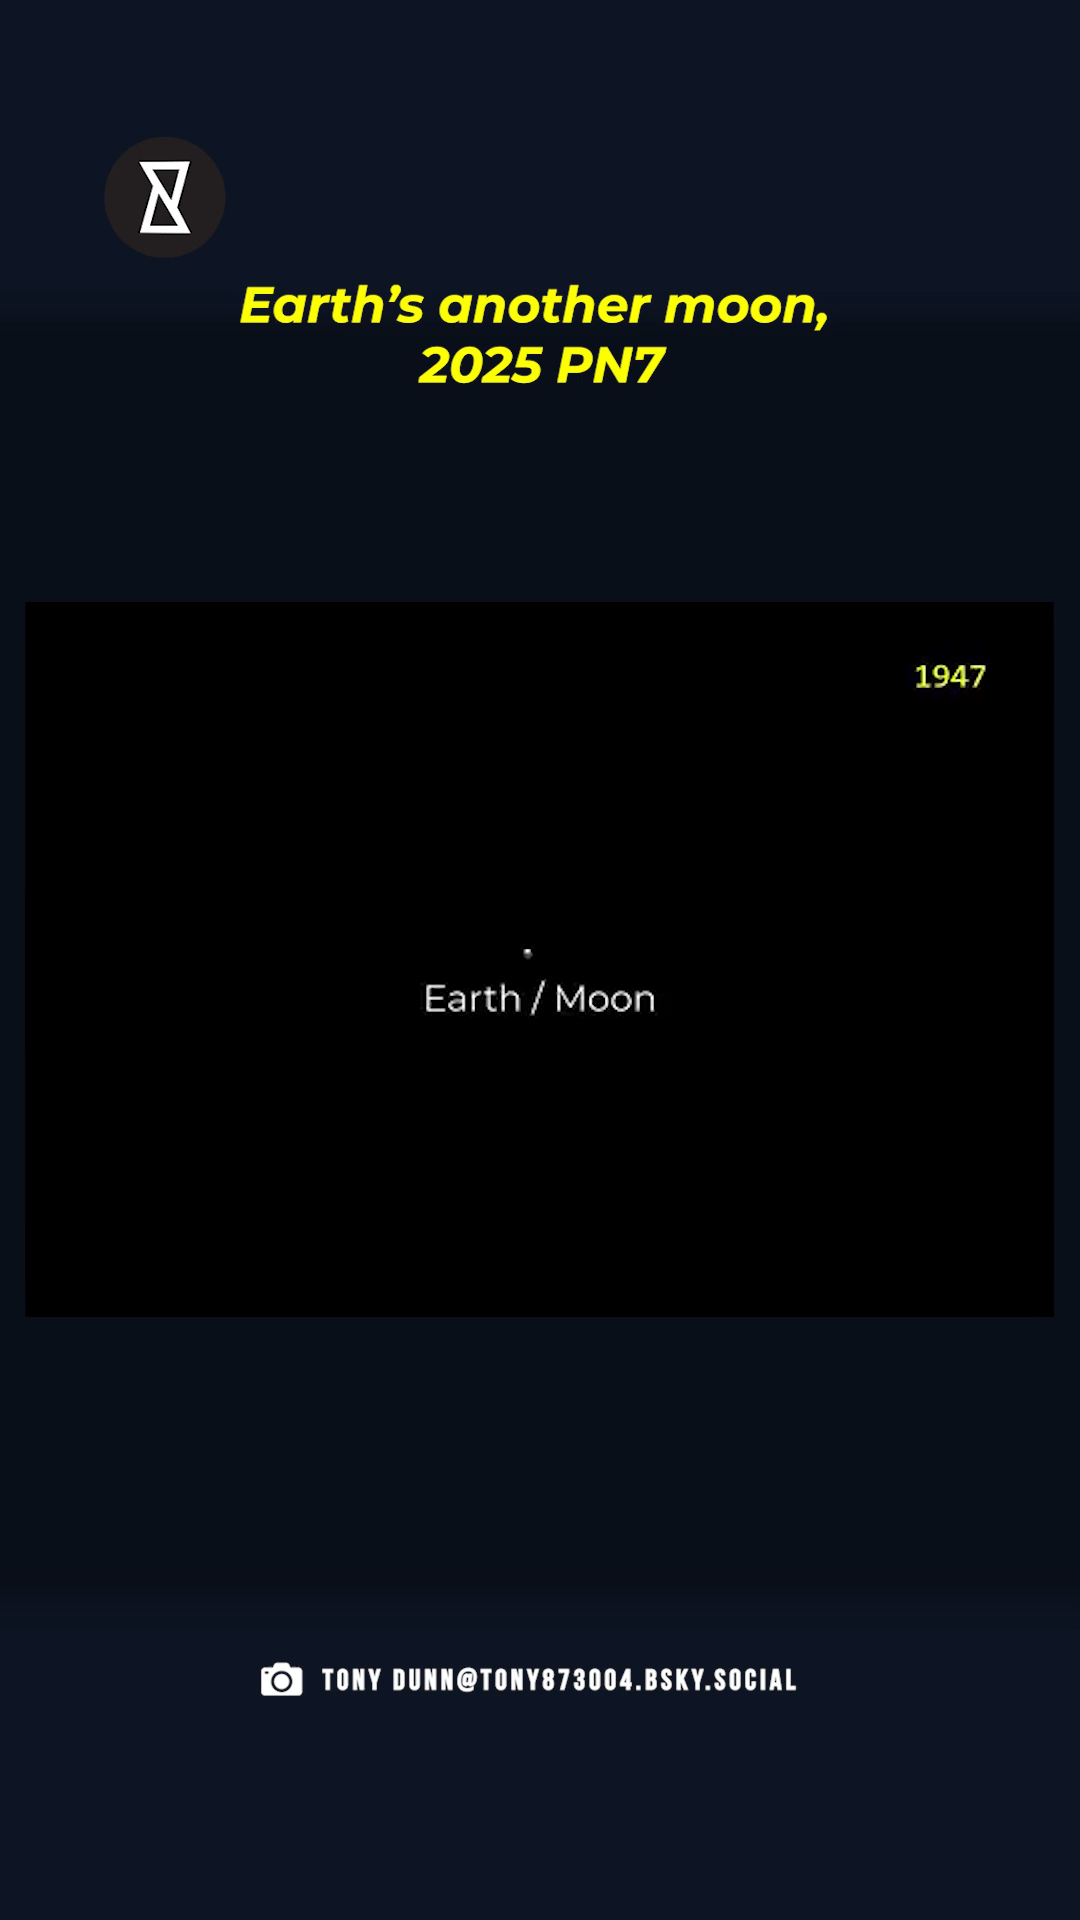 Earth’s another moon,
2025 PN7
1947
Earth / Moon
TONY DUNN@TONY873004.BSKY.SOCIAL